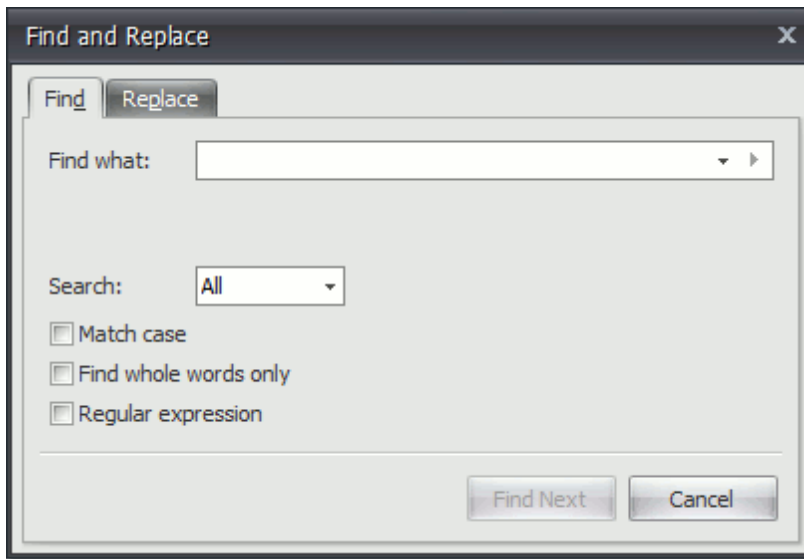 Find and Replace x
Find Replace
Find what:
Search: All
Match case
Find whole words only
Regular expression
Find Next Cancel